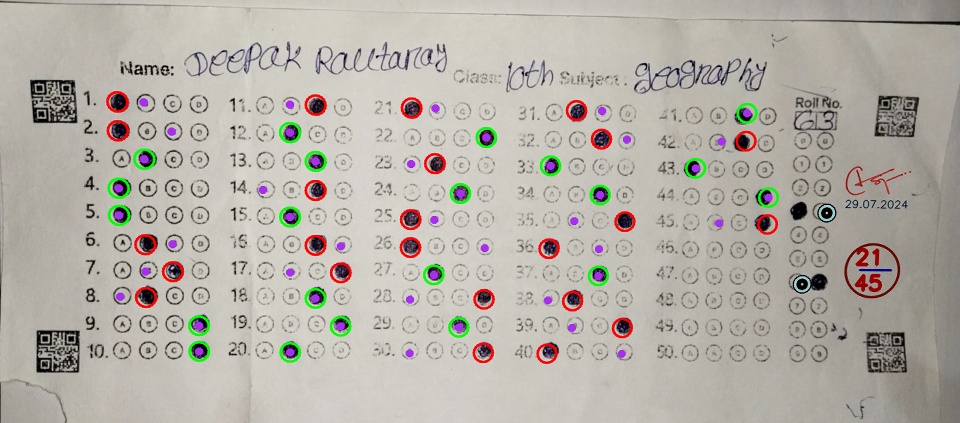 Name: Deepak Rautaray Class: 10th Subject: geography
1. A B C D 11. A B C D 21. A B C D 31. A B C D 41. A B C D Roll No.
2. A B C D 12. A B C D 22. A B C D 32. A B C D 42. A B C D 63
3. A B C D 13. A B C D 23. A B C D 33. A B C D 43. A B C D
4. A B C D 14. A B C D 24. A B C D 34. A B C D 44. A B C D 29.07.2024
5. A B C D 15. A B C D 25. A B C D 35. A B C D 45. A B C D
6. A B C D 16. A B C D 26. A B C D 36. A B C D 46. A B C D
7. A B C D 17. A B C D 27. A B C D 37. A B C D 47. A B C D 21
8. A B C D 18. A B C D 28. A B C D 38. A B C D 48. A B C D 45
9. A B C D 19. A B C D 29. A B C D 39. A B C D 49. A B C D
10. A B C D 20. A B C D 30. A B C D 40. A B C D 50. A B C D